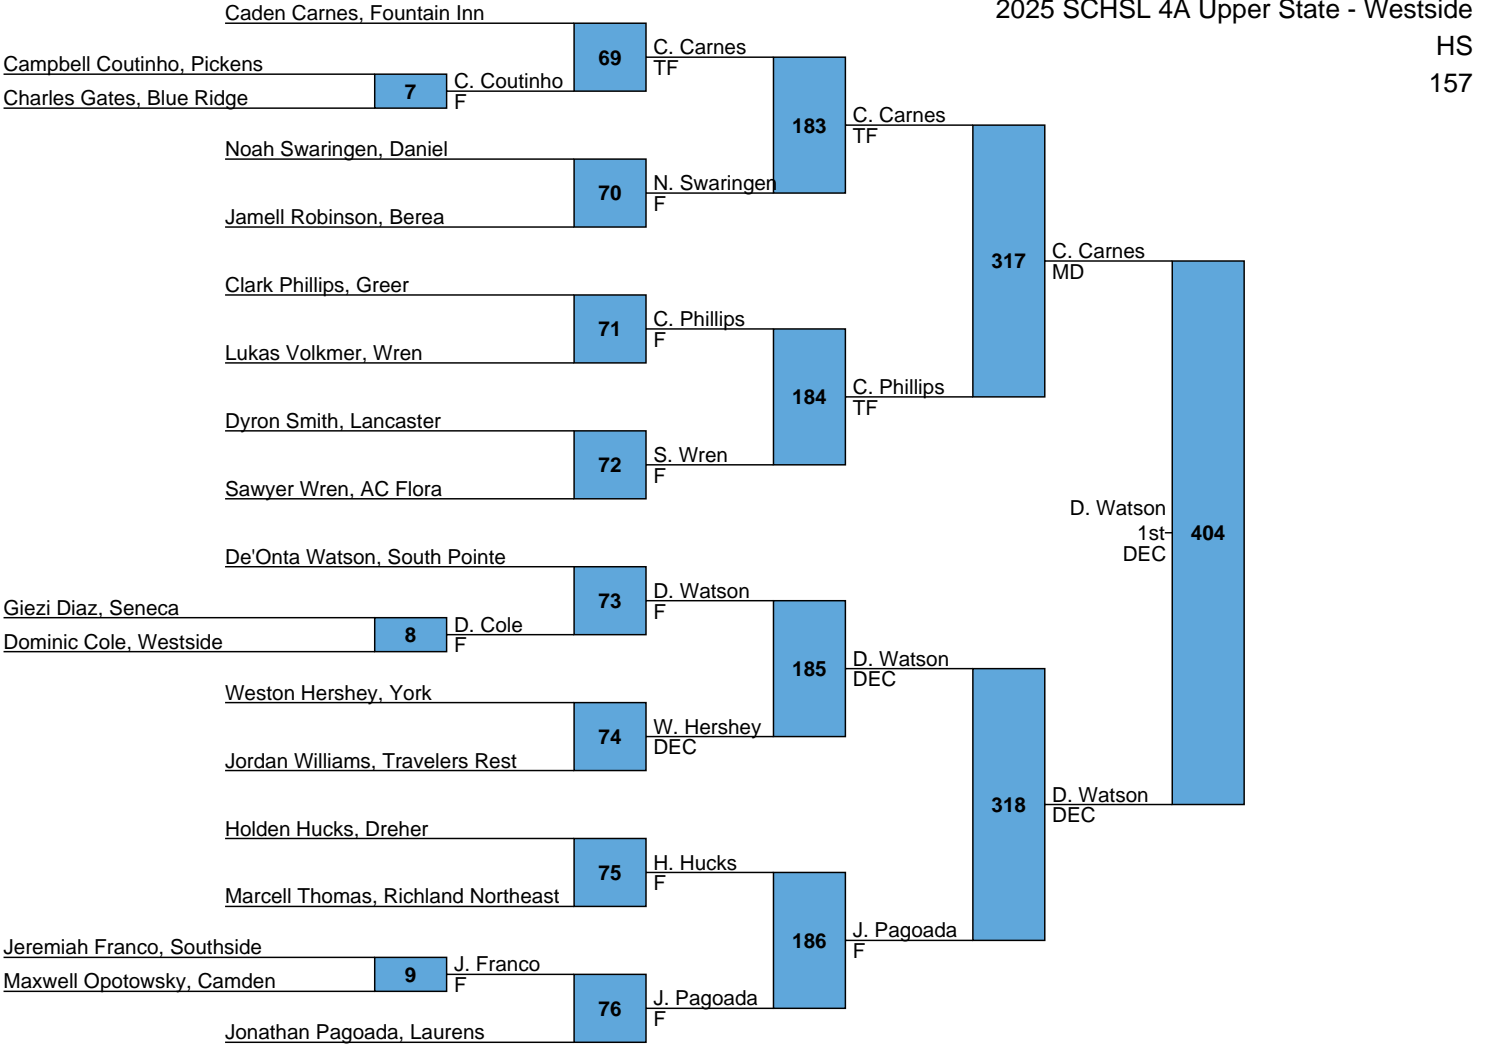 2025 SCHSL 4A Upper State - Westside
HS
157
Caden Carnes, Fountain Inn
Campbell Coutinho, Pickens
Charles Gates, Blue Ridge
7
C. Coutinho
F
69
C. Carnes
TF
Noah Swaringen, Daniel
Jamell Robinson, Berea
70
N. Swaringen
F
183
C. Carnes
TF
Clark Phillips, Greer
Lukas Volkmer, Wren
71
C. Phillips
F
Dyron Smith, Lancaster
Sawyer Wren, AC Flora
72
S. Wren
F
184
C. Phillips
TF
317
C. Carnes
MD
De'Onta Watson, South Pointe
Giezi Diaz, Seneca
Dominic Cole, Westside
8
D. Cole
F
73
D. Watson
F
Weston Hershey, York
Jordan Williams, Travelers Rest
74
W. Hershey
DEC
185
D. Watson
DEC
Holden Hucks, Dreher
Marcell Thomas, Richland Northeast
75
H. Hucks
F
Jeremiah Franco, Southside
Maxwell Opotowsky, Camden
9
J. Franco
F
Jonathan Pagoada, Laurens
76
J. Pagoada
F
186
J. Pagoada
F
318
D. Watson
DEC
D. Watson
1st
DEC
404